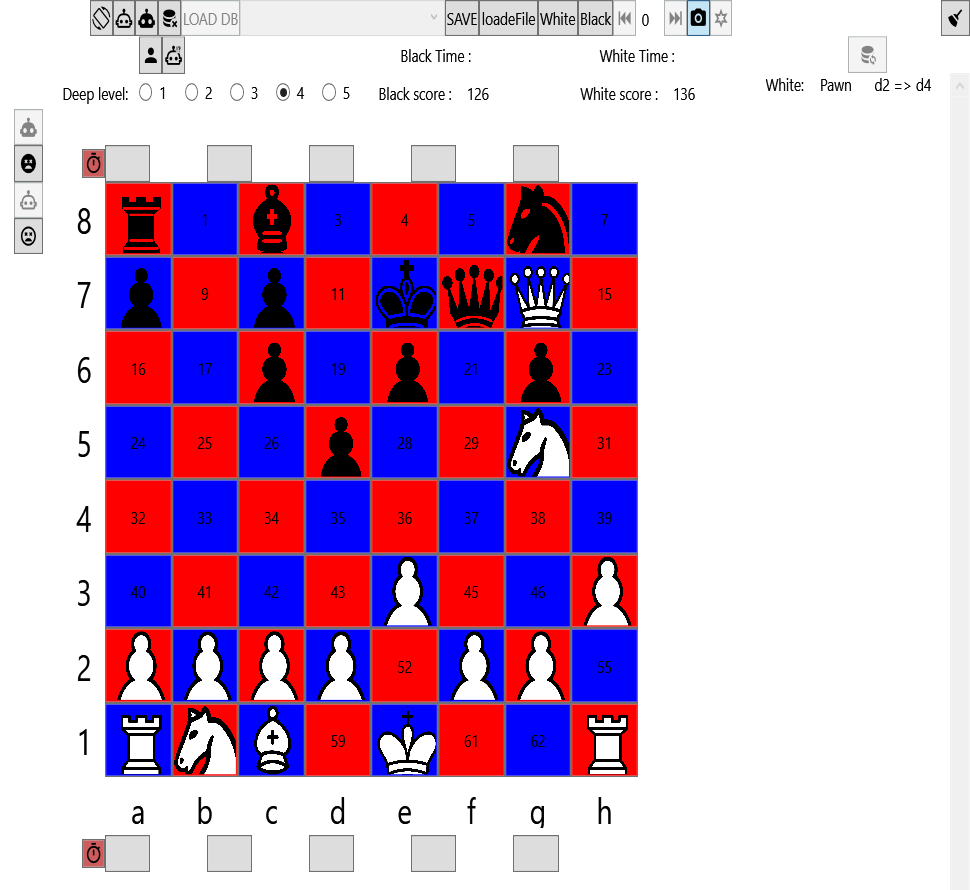 LOAD DB SAVE loadeFile White Black 0
Black Time : White Time :
White: Pawn d2 => d4
Deep level: 1 2 3 4 5 Black score : 126 White score : 136
8 1 3 4 5 7
7 9 11 15
6 16 17 19 21 23
5 24 25 26 28 29 31
4 32 33 34 35 36 37 38 39
3 40 41 42 43 45 46
2 52 55
1 59 61 62
a b c d e f g h